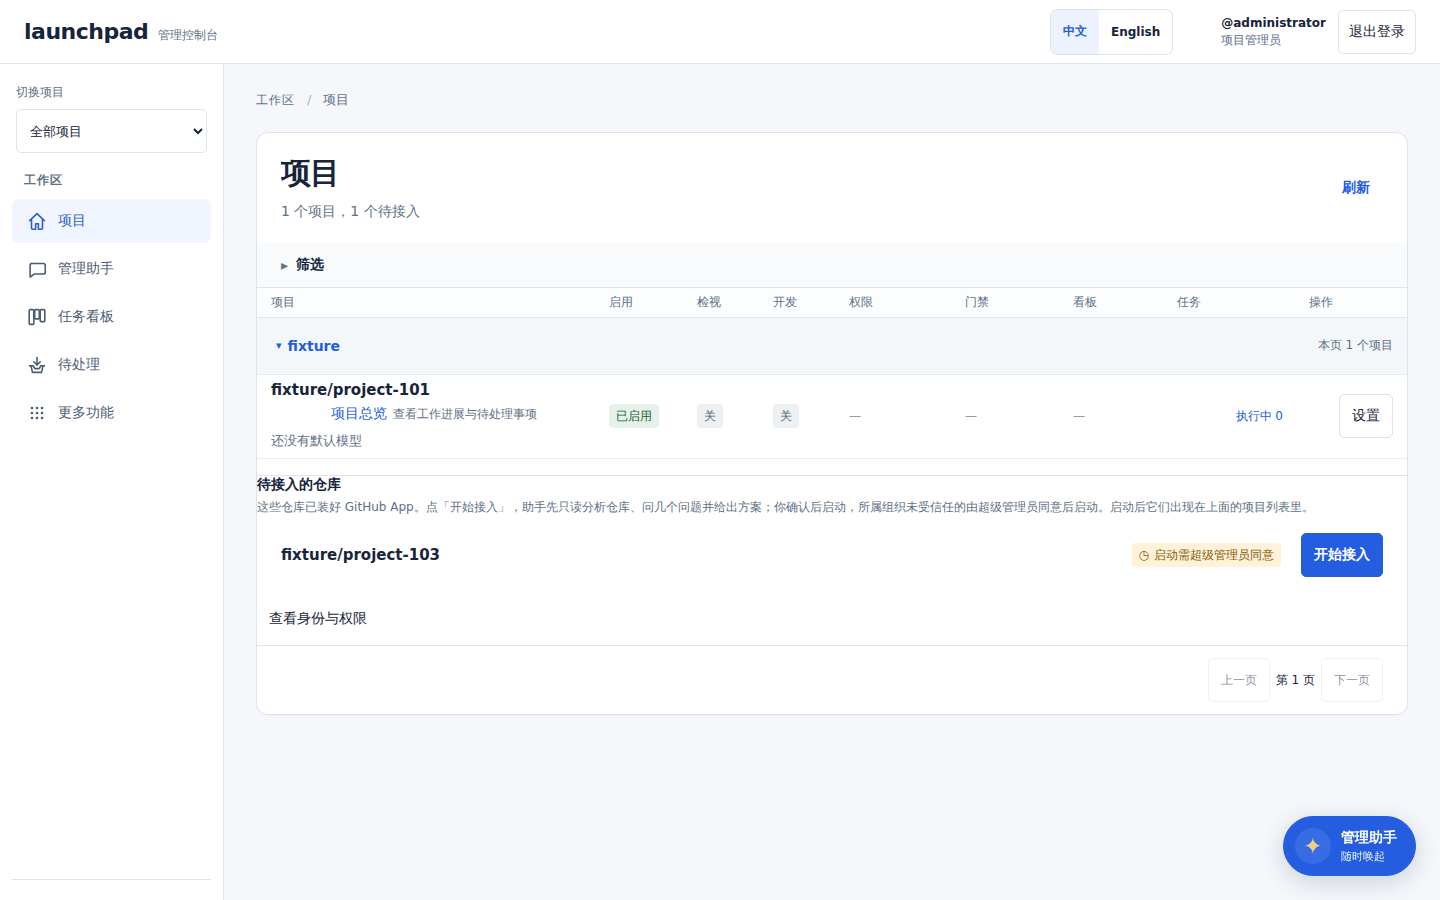 launchpad 管理控制台
中文 English
@administrator
项目管理员
退出登录
切换项目
全部项目
工作区
项目
管理助手
任务看板
待处理
更多功能
工作区 / 项目
项目
1 个项目，1 个待接入
刷新
▸ 筛选
项目 启用 检视 开发 权限 门禁 看板 任务 操作
▾ fixture 本页 1 个项目
fixture/project-101
项目总览 查看工作进展与待处理事项
还没有默认模型
已启用 关 关 — — — 执行中 0 设置
待接入的仓库
这些仓库已装好 GitHub App。点「开始接入」，助手先只读分析仓库、问几个问题并给出方案；你确认后启动，所属组织未受信任的由超级管理员同意后启动。启动后它们出现在上面的项目列表里。
fixture/project-103 ◷ 启动需超级管理员同意 开始接入
查看身份与权限
上一页 第 1 页 下一页
管理助手
随时唤起